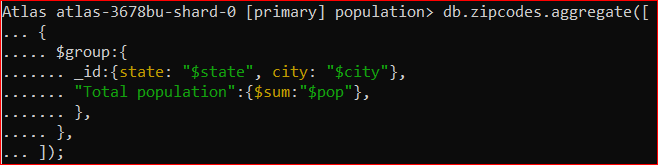 Atlas atlas-3678bu-shard-0 [primary] population> db.zipcodes.aggregate([
... {
..... $group:{
....... _id:{state: "$state", city: "$city"},
....... "Total population":{$sum:"$pop"},
....... },
..... },
... ]);